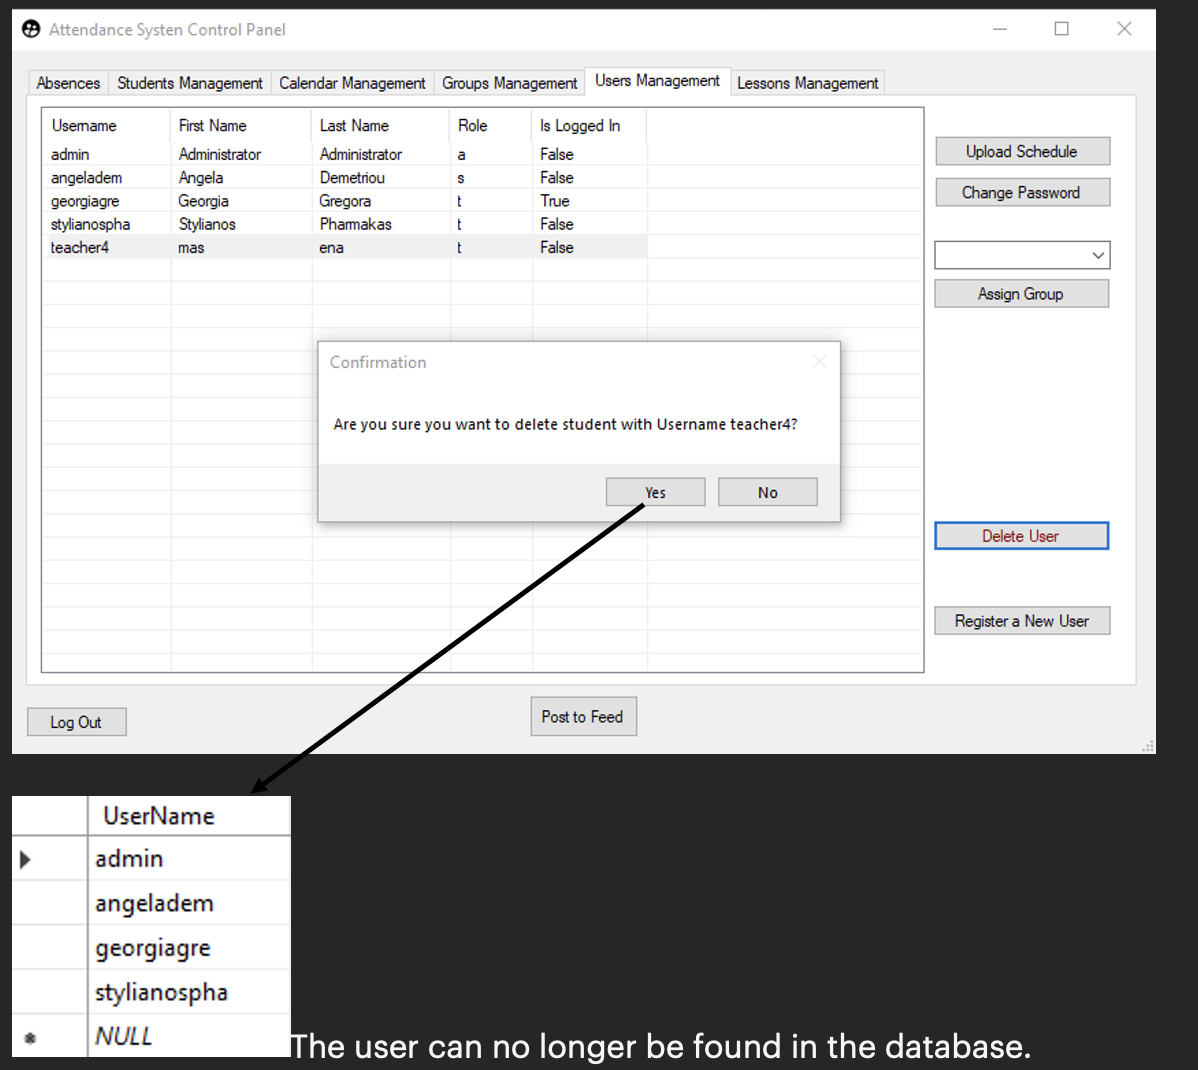 Attendance Systen Control Panel
Absences Students Management Calendar Management Groups Management Users Management Lessons Management
Username First Name Last Name Role Is Logged In
admin Administrator Administrator a False
angeladem Angela Demetriou s False
georgiagre Georgia Gregora t True
stylianospha Stylianos Pharmakas t False
teacher4 mas ena t False
Upload Schedule
Change Password
Assign Group
Confirmation
Are you sure you want to delete student with Username teacher4?
Yes No
Delete User
Register a New User
Log Out
Post to Feed
UserName
admin
angeladem
georgiagre
stylianospha
NULL
The user can no longer be found in the database.